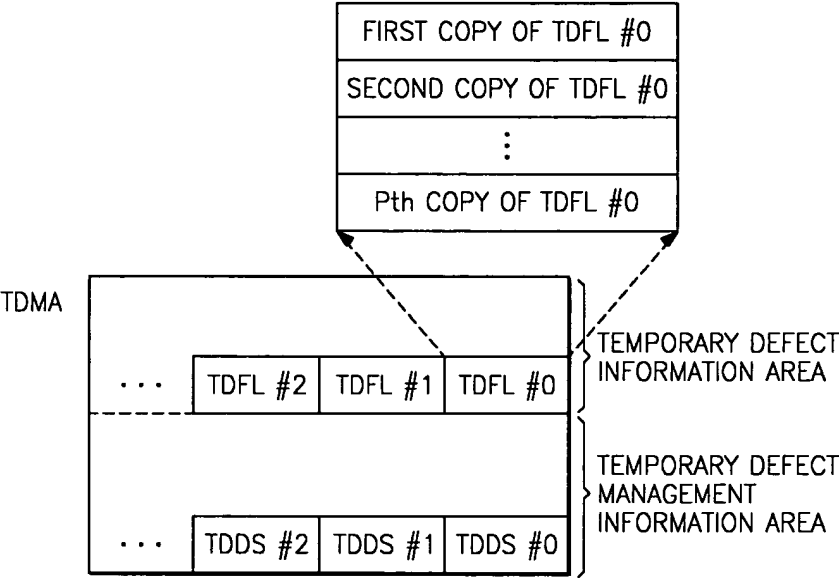 FIRST COPY OF TDFL #0
SECOND COPY OF TDFL #0
⋮
Pth COPY OF TDFL #0
TDMA
TEMPORARY DEFECT
INFORMATION AREA
... TDFL #2 TDFL #1 TDFL #0
TEMPORARY DEFECT
MANAGEMENT
INFORMATION AREA
... TDDS #2 TDDS #1 TDDS #0